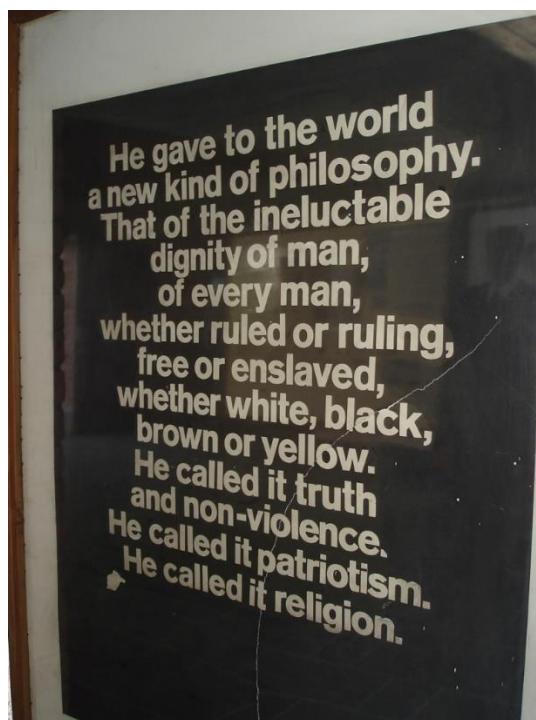 He gave to the world
a new kind of philosophy.
That of the ineluctable
dignity of man,
of every man,
whether ruled or ruling,
free or enslaved,
whether white, black,
brown or yellow.
He called it truth
and non-violence.
He called it patriotism.
He called it religion.